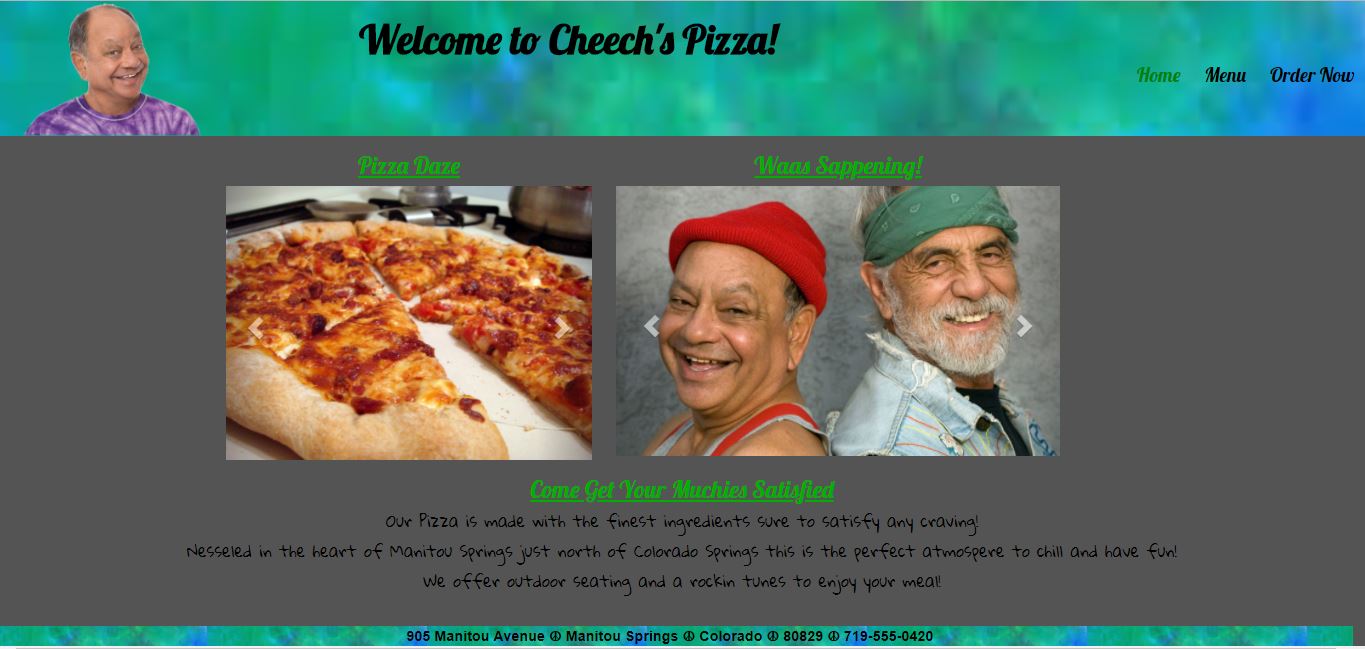 Welcome to Cheech's Pizza!
Home Menu Order Now
Pizza Daze
Waas Sappening!
Come Get Your Muchies Satisfied
Our Pizza is made with the finest ingredients sure to satisfy any craving!
Nesseled in the heart of Manitou Springs just north of Colorado Springs this is the perfect atmospere to chill and have fun!
We offer outdoor seating and a rockin tunes to enjoy your meal!
905 Manitou Avenue ☮ Manitou Springs ☮ Colorado ☮ 80829 ☮ 719-555-0420